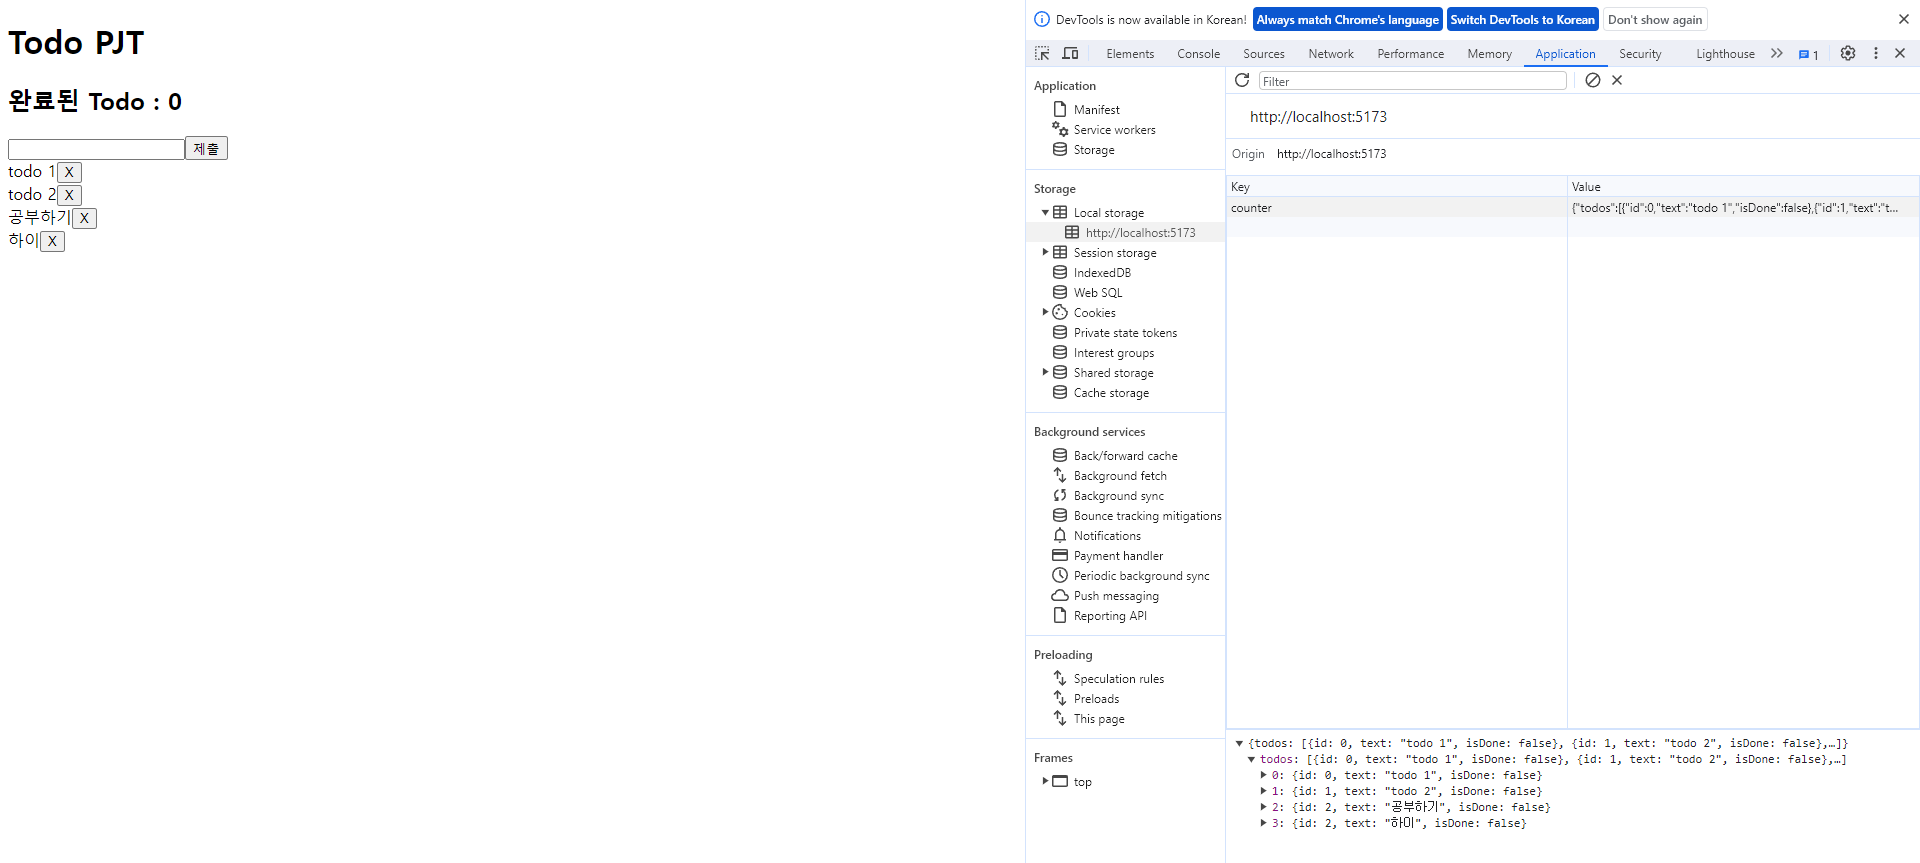 Todo PJT
완료된 Todo : 0
제출
todo 1 X
todo 2 X
공부하기 X
하이 X
DevTools is now available in Korean! Always match Chrome's language Switch DevTools to Korean Don't show again
Elements Console Sources Network Performance Memory Application Security Lighthouse 1
Application
Manifest
Service workers
Storage
Storage
Local storage
http://localhost:5173
Session storage
IndexedDB
Web SQL
Cookies
Private state tokens
Interest groups
Shared storage
Cache storage
Background services
Back/forward cache
Background fetch
Background sync
Bounce tracking mitigations
Notifications
Payment handler
Periodic background sync
Push messaging
Reporting API
Preloading
Speculation rules
Preloads
This page
Frames
top
Filter
http://localhost:5173
Origin http://localhost:5173
Key Value
counter {"todos":[{"id":0,"text":"todo 1","isDone":false},{"id":1,"text":"t...
{todos: [{id: 0, text: "todo 1", isDone: false}, {id: 1, text: "todo 2", isDone: false},…]}
todos: [{id: 0, text: "todo 1", isDone: false}, {id: 1, text: "todo 2", isDone: false},…]
0: {id: 0, text: "todo 1", isDone: false}
1: {id: 1, text: "todo 2", isDone: false}
2: {id: 2, text: "공부하기", isDone: false}
3: {id: 2, text: "하이", isDone: false}